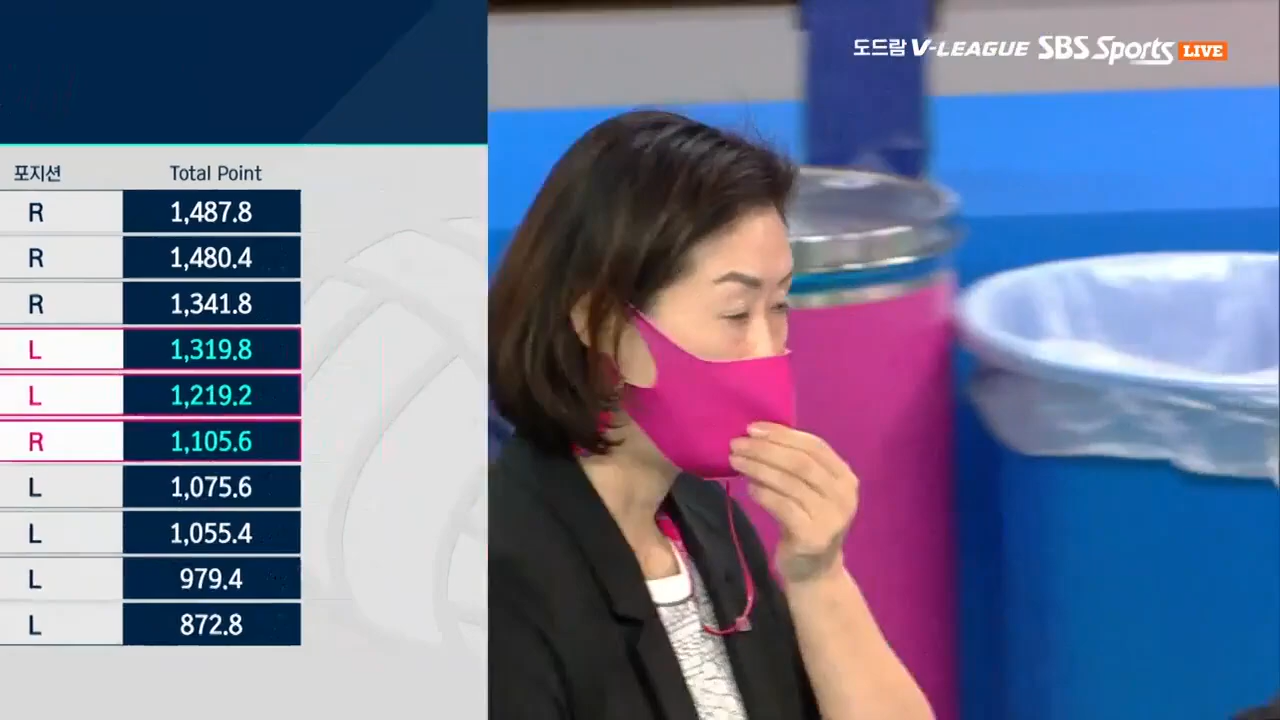 도드람 V-LEAGUE SBS Sports LIVE
포지션 Total Point
R 1,487.8
R 1,480.4
R 1,341.8
L 1,319.8
L 1,219.2
R 1,105.6
L 1,075.6
L 1,055.4
L 979.4
L 872.8